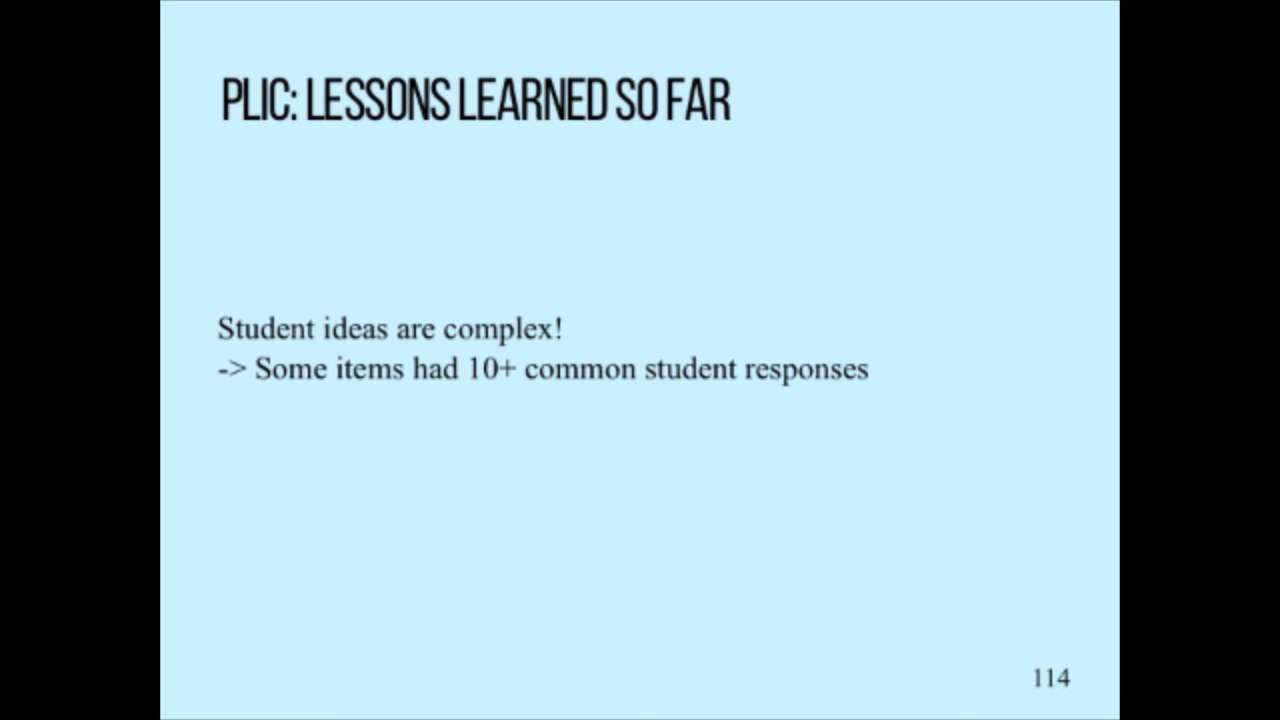 PLIC: LESSONS LEARNED SO FAR
Student ideas are complex!
-> Some items had 10+ common student responses
114